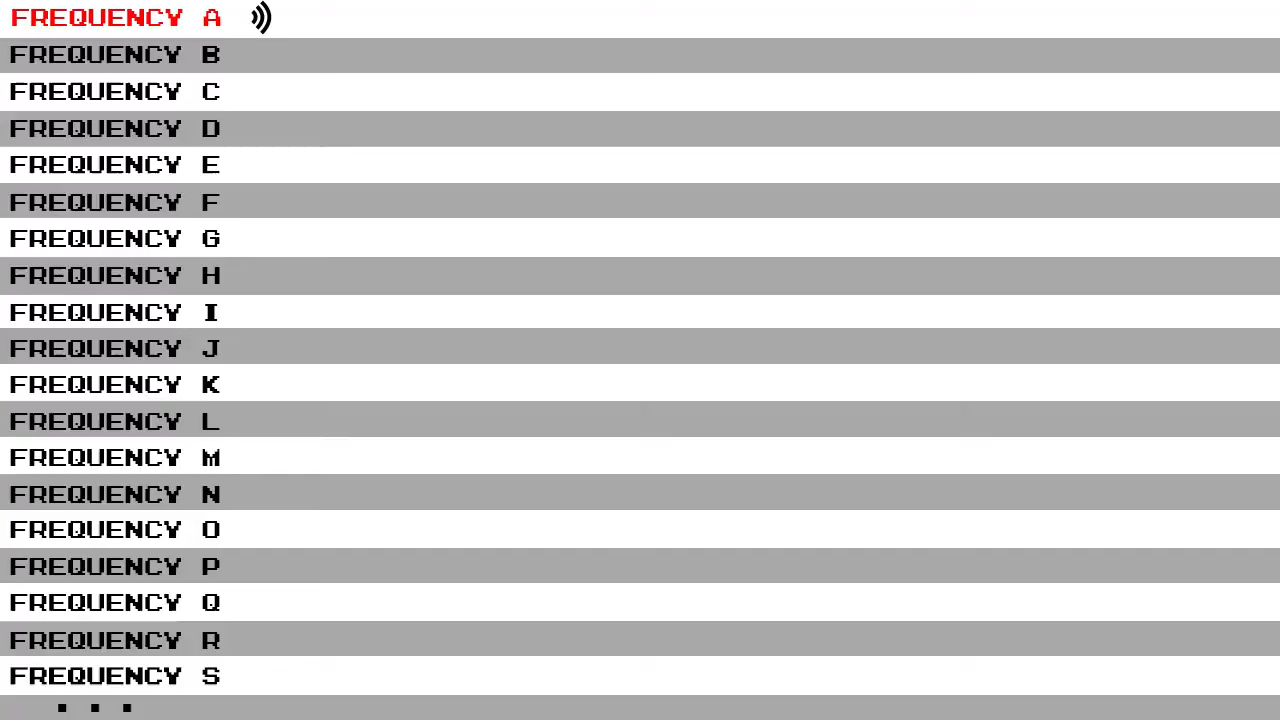 FREQUENCY A
FREQUENCY B
FREQUENCY C
FREQUENCY D
FREQUENCY E
FREQUENCY F
FREQUENCY G
FREQUENCY H
FREQUENCY I
FREQUENCY J
FREQUENCY K
FREQUENCY L
FREQUENCY M
FREQUENCY N
FREQUENCY O
FREQUENCY P
FREQUENCY Q
FREQUENCY R
FREQUENCY S
. . .